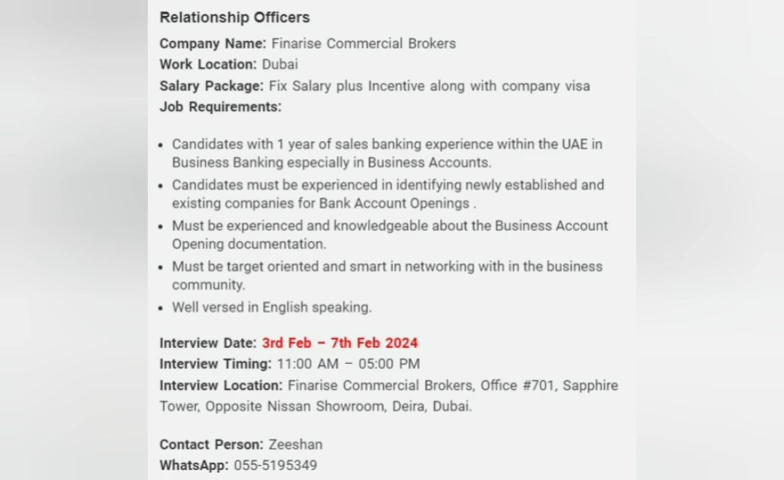 Relationship Officers
Company Name: Finarise Commercial Brokers
Work Location: Dubai
Salary Package: Fix Salary plus Incentive along with company visa
Job Requirements:
• Candidates with 1 year of sales banking experience within the UAE in
Business Banking especially in Business Accounts.
• Candidates must be experienced in identifying newly established and
existing companies for Bank Account Openings .
• Must be experienced and knowledgeable about the Business Account
Opening documentation.
• Must be target oriented and smart in networking with in the business
community.
• Well versed in English speaking.
Interview Date: 3rd Feb – 7th Feb 2024
Interview Timing: 11:00 AM – 05:00 PM
Interview Location: Finarise Commercial Brokers, Office #701, Sapphire
Tower, Opposite Nissan Showroom, Deira, Dubai.
Contact Person: Zeeshan
WhatsApp: 055-5195349